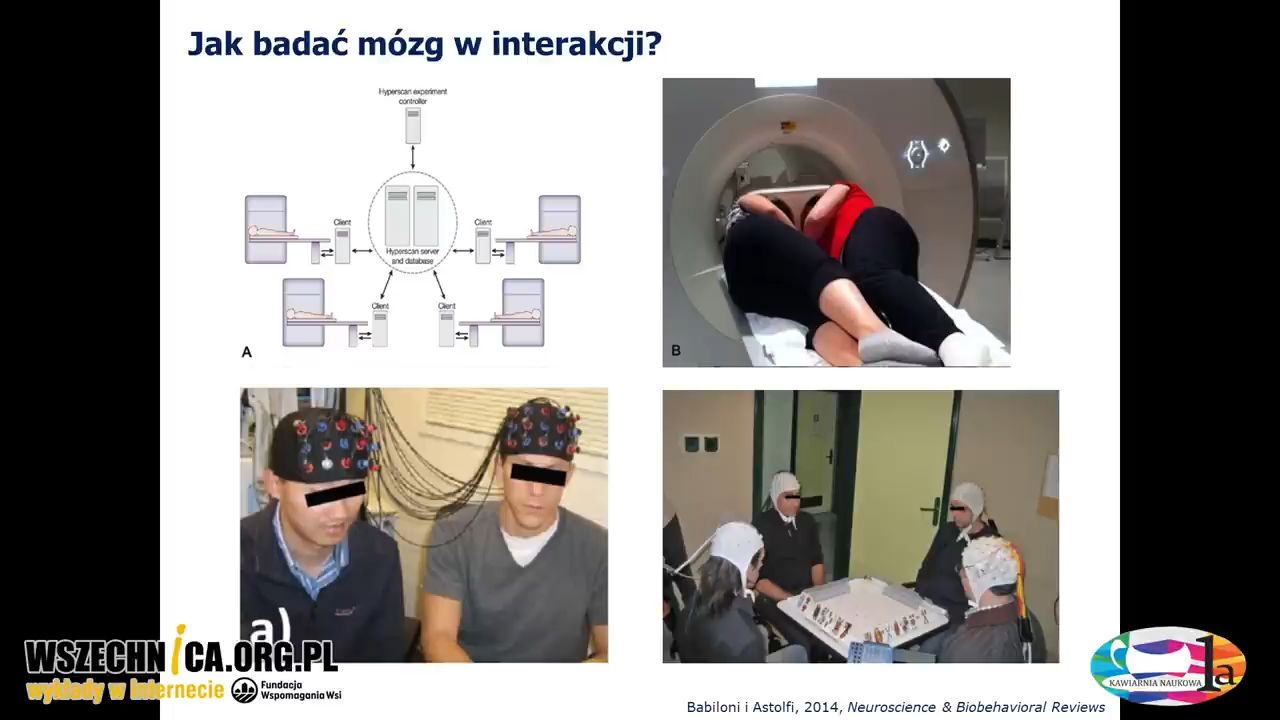 Jak badać mózg w interakcji?
Hyperscan experiment
controller
Client
Client
Hyperscan server
and database
Client
Client
A
B
a)
WSZECHNiCA.ORG.PL
wykłady w internecie
Fundacja
Wspomagania Wsi
KAWIARNIA NAUKOWA 1a
Babiloni i Astolfi, 2014, Neuroscience & Biobehavioral Reviews